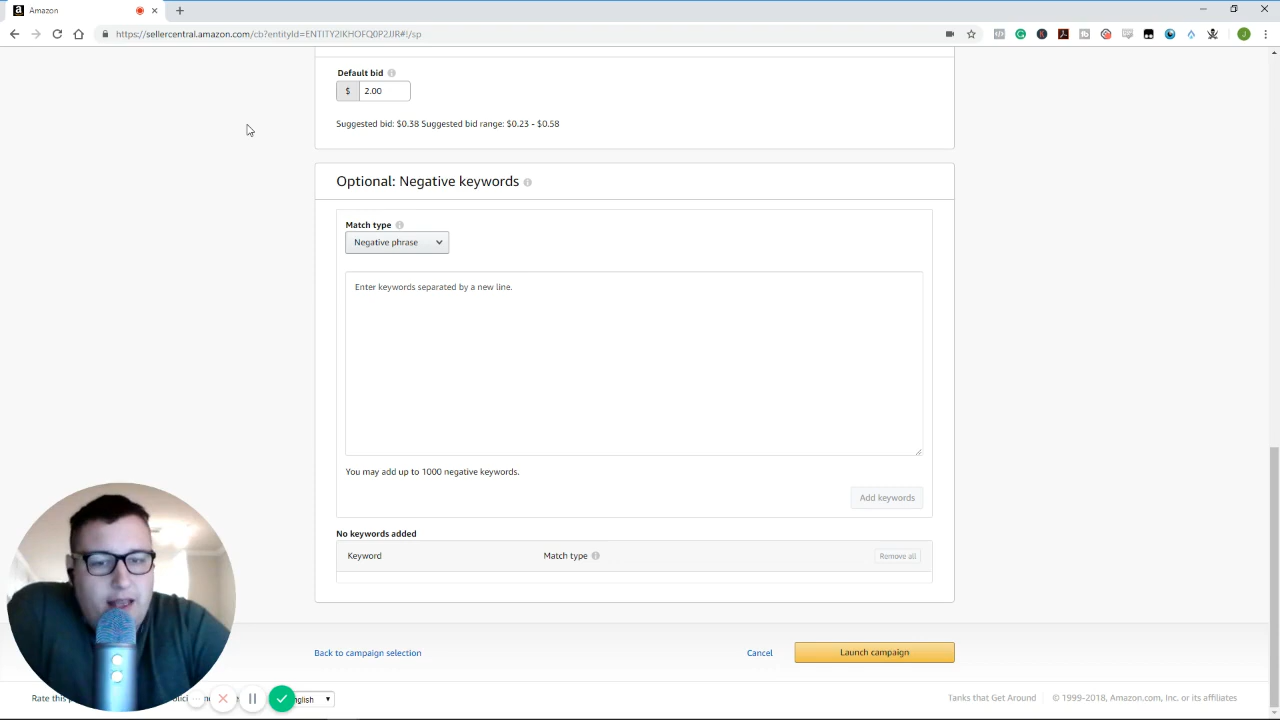 Amazon
https://sellercentral.amazon.com/cb?entityId=ENTITY2IKHOFQ0P2JJR#!/sp
Default bid
$ 2.00
Suggested bid: $0.38 Suggested bid range: $0.23 - $0.58
Optional: Negative keywords
Match type
Negative phrase
Enter keywords separated by a new line.
You may add up to 1000 negative keywords.
Add keywords
No keywords added
Keyword Match type Remove all
Back to campaign selection Cancel Launch campaign
Rate this Tanks that Get Around © 1999-2018, Amazon.com, Inc. or its affiliates